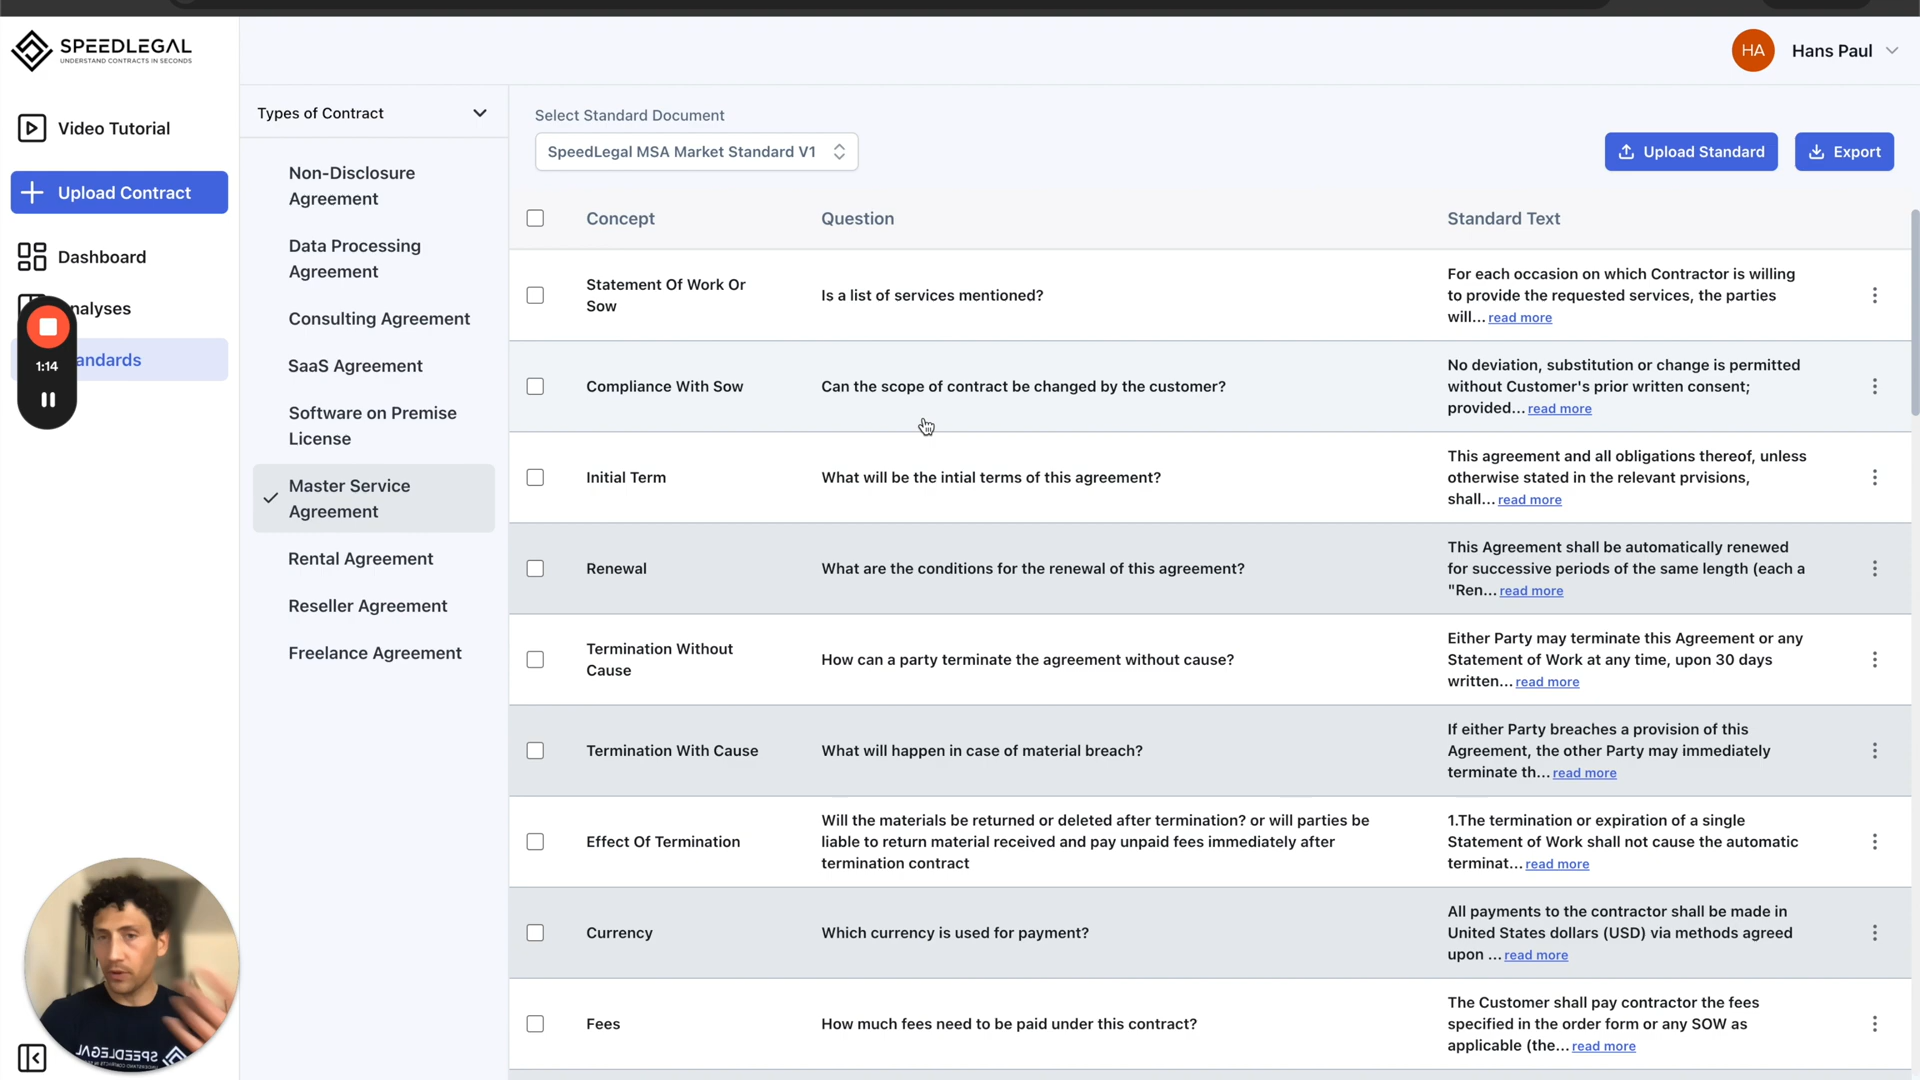 SPEEDLEGAL
UNDERSTAND CONTRACTS IN SECONDS
HA
Hans Paul
Video Tutorial
Upload Contract
Dashboard
nalyses
andards
1:14
Types of Contract
Non-Disclosure
Agreement
Data Processing
Agreement
Consulting Agreement
SaaS Agreement
Software on Premise
License
Master Service
Agreement
Rental Agreement
Reseller Agreement
Freelance Agreement
Select Standard Document
SpeedLegal MSA Market Standard V1
Upload Standard
Export
Concept
Question
Standard Text
Statement Of Work Or
Sow
Is a list of services mentioned?
For each occasion on which Contractor is willing
to provide the requested services, the parties
will... read more
Compliance With Sow
Can the scope of contract be changed by the customer?
No deviation, substitution or change is permitted
without Customer's prior written consent;
provided... read more
Initial Term
What will be the intial terms of this agreement?
This agreement and all obligations thereof, unless
otherwise stated in the relevant prvisions,
shall... read more
Renewal
What are the conditions for the renewal of this agreement?
This Agreement shall be automatically renewed
for successive periods of the same length (each a
"Ren... read more
Termination Without
Cause
How can a party terminate the agreement without cause?
Either Party may terminate this Agreement or any
Statement of Work at any time, upon 30 days
written... read more
Termination With Cause
What will happen in case of material breach?
If either Party breaches a provision of this
Agreement, the other Party may immediately
terminate th... read more
Effect Of Termination
Will the materials be returned or deleted after termination? or will parties be
liable to return material received and pay unpaid fees immediately after
termination contract
1.The termination or expiration of a single
Statement of Work shall not cause the automatic
terminat... read more
Currency
Which currency is used for payment?
All payments to the contractor shall be made in
United States dollars (USD) via methods agreed
upon ... read more
Fees
How much fees need to be paid under this contract?
The Customer shall pay contractor the fees
specified in the order form or any SOW as
applicable (the... read more
SPEEDLEGAL